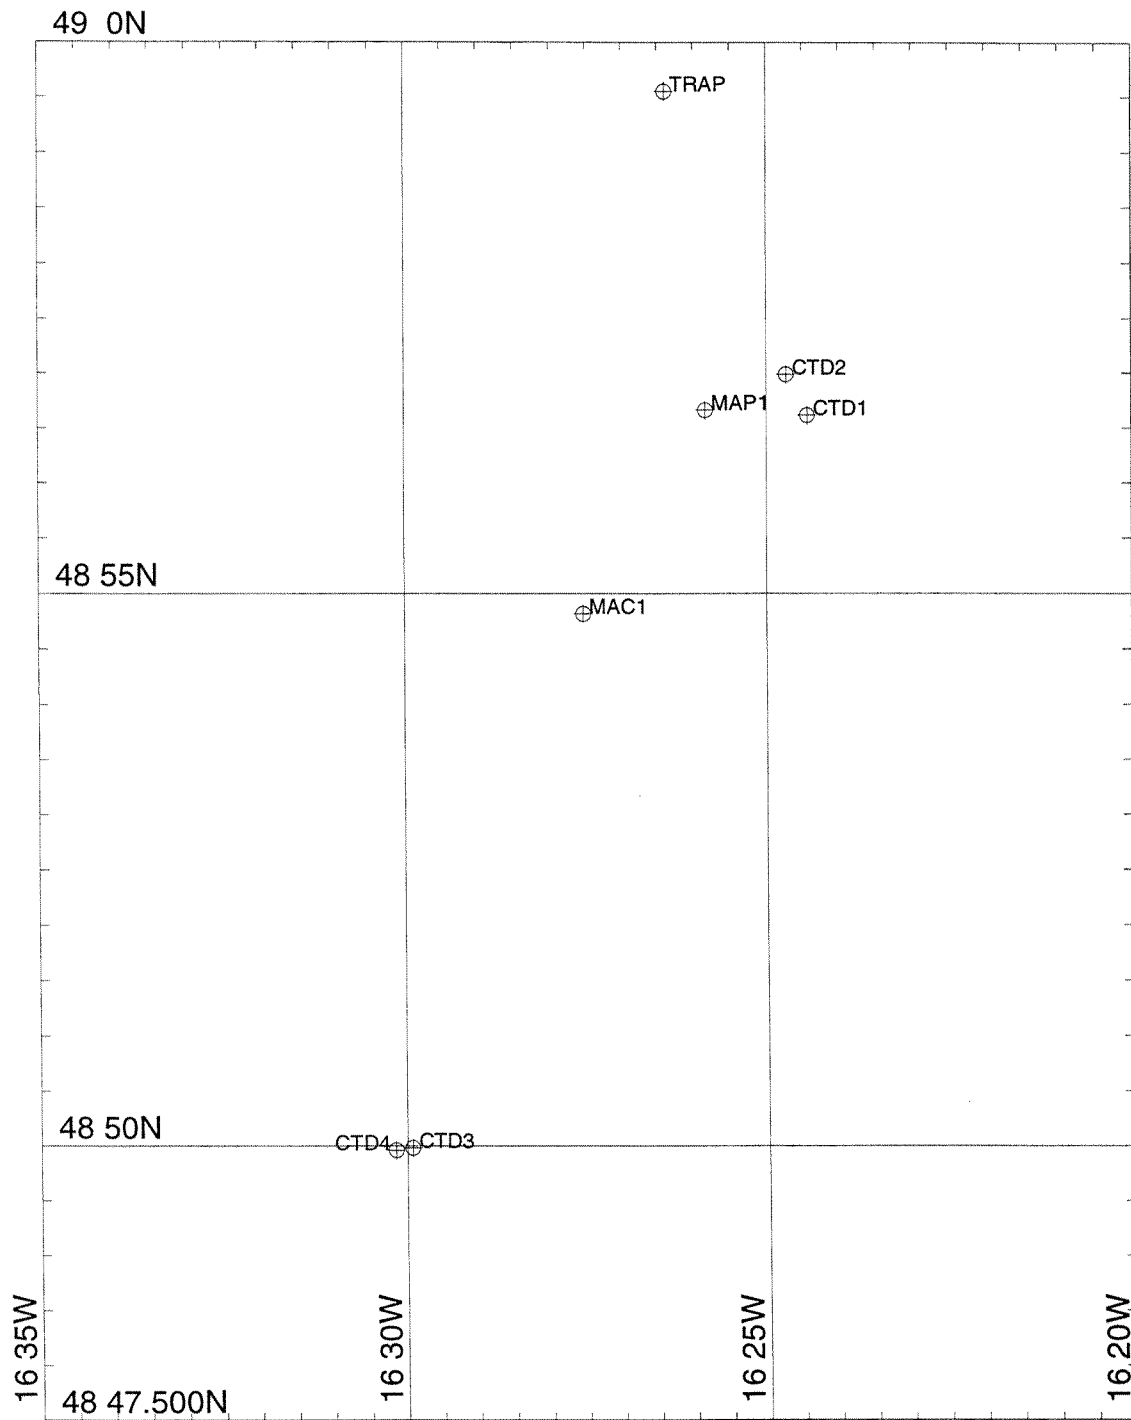 49  0N
TRAP
CTD2
MAP1
CTD1
48 55N
MAC1
48 50N
CTD4
CTD3
16 35W
16 30W
16 25W
16 20W
48 47.500N